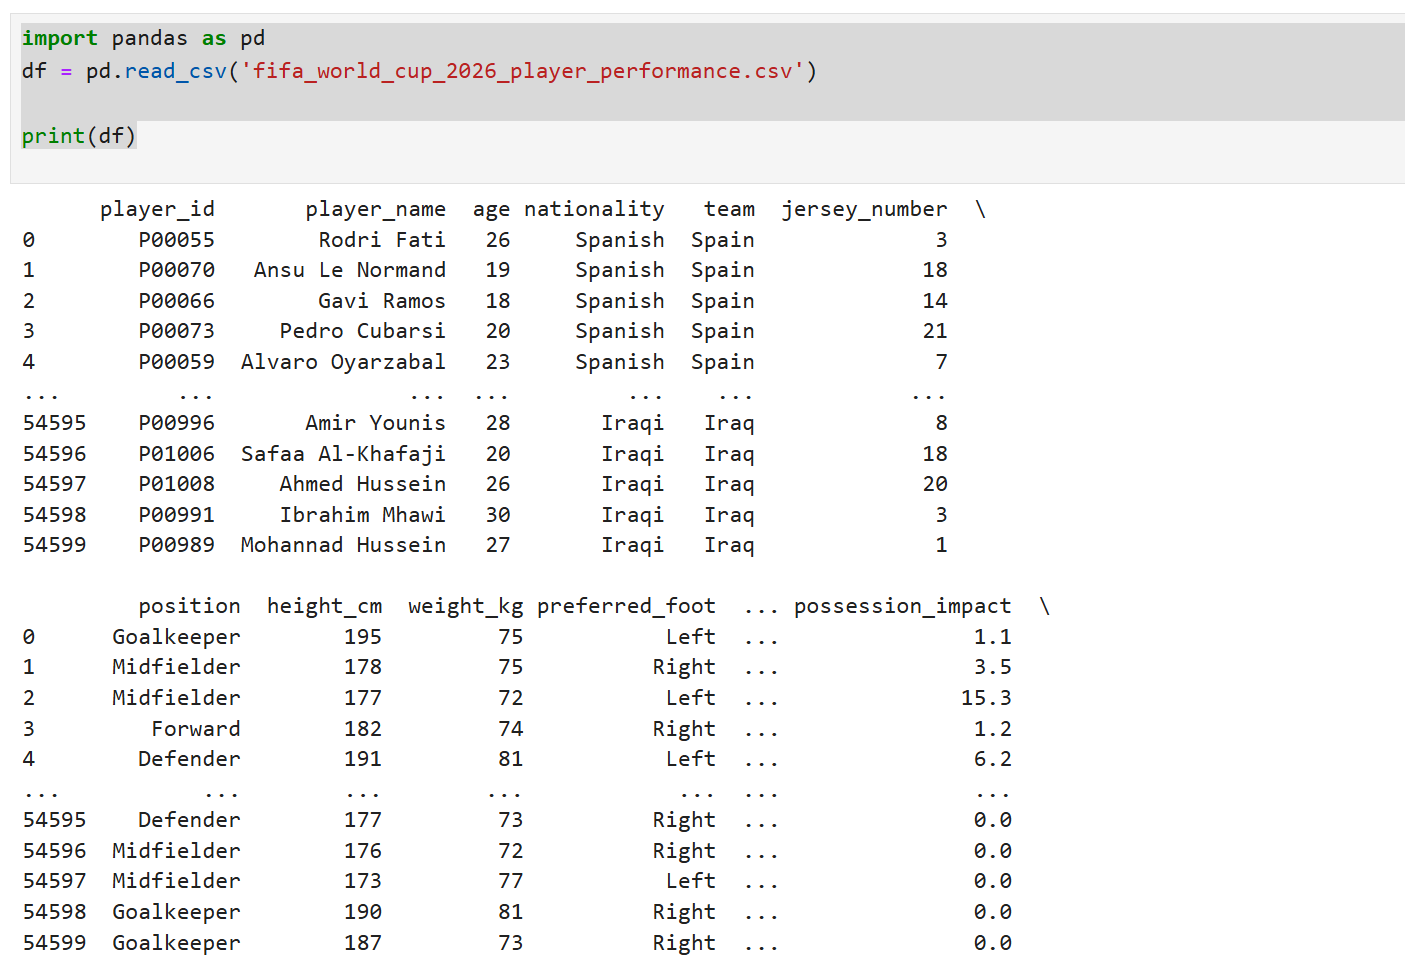 import pandas as pd
df = pd.read_csv('fifa_world_cup_2026_player_performance.csv')
print(df)
player_id player_name age nationality team jersey_number \
0 P00055 Rodri Fati 26 Spanish Spain 3
1 P00070 Ansu Le Normand 19 Spanish Spain 18
2 P00066 Gavi Ramos 18 Spanish Spain 14
3 P00073 Pedro Cubarsi 20 Spanish Spain 21
4 P00059 Alvaro Oyarzabal 23 Spanish Spain 7
... ... ... ... ... ... ...
54595 P00996 Amir Younis 28 Iraqi Iraq 8
54596 P01006 Safaa Al-Khafaji 20 Iraqi Iraq 18
54597 P01008 Ahmed Hussein 26 Iraqi Iraq 20
54598 P00991 Ibrahim Mhawi 30 Iraqi Iraq 3
54599 P00989 Mohannad Hussein 27 Iraqi Iraq 1
position height_cm weight_kg preferred_foot ... possession_impact \
0 Goalkeeper 195 75 Left ... 1.1
1 Midfielder 178 75 Right ... 3.5
2 Midfielder 177 72 Left ... 15.3
3 Forward 182 74 Right ... 1.2
4 Defender 191 81 Left ... 6.2
... ... ... ... ... ... ...
54595 Defender 177 73 Right ... 0.0
54596 Midfielder 176 72 Right ... 0.0
54597 Midfielder 173 77 Left ... 0.0
54598 Goalkeeper 190 81 Right ... 0.0
54599 Goalkeeper 187 73 Right ... 0.0